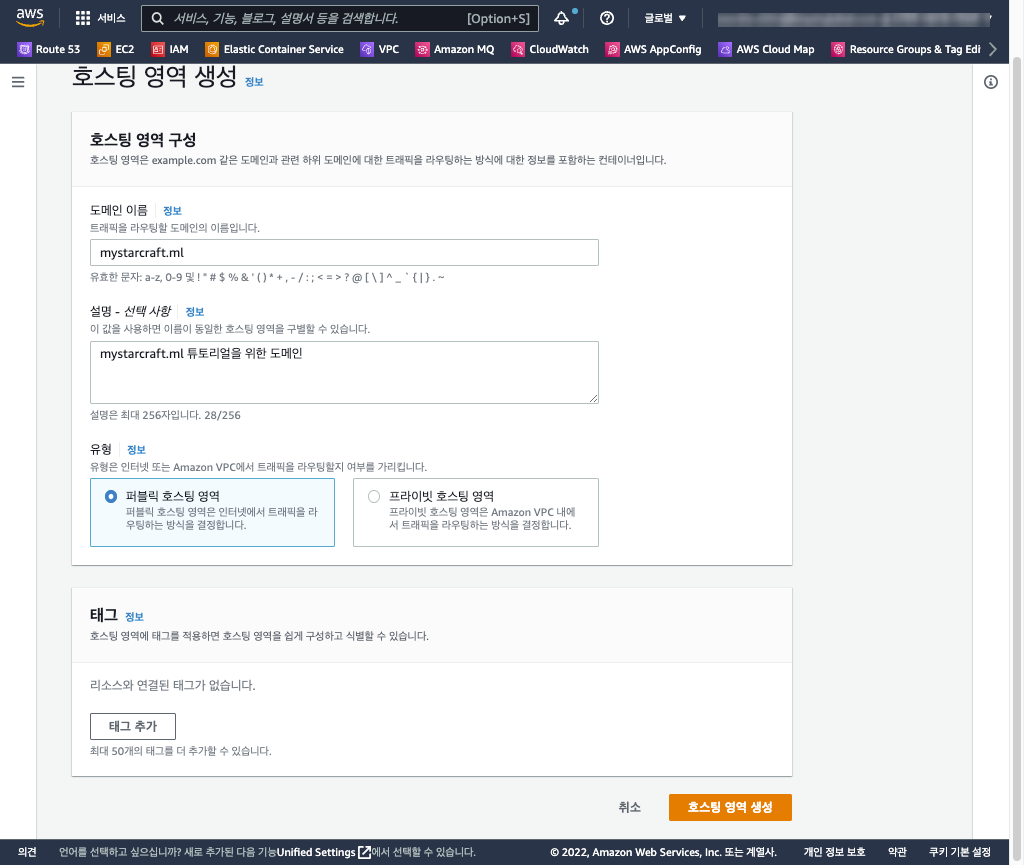 aws
서비스
서비스, 기능, 블로그, 설명서 등을 검색합니다.
[Option+S]
글로벌 ▼
Route 53
EC2
IAM
Elastic Container Service
VPC
Amazon MQ
CloudWatch
AWS AppConfig
AWS Cloud Map
Resource Groups & Tag Edi
호스팅 영역 생성 정보
호스팅 영역 구성
호스팅 영역은 example.com 같은 도메인과 관련 하위 도메인에 대한 트래픽을 라우팅하는 방식에 대한 정보를 포함하는 컨테이너입니다.
도메인 이름 정보
트래픽을 라우팅할 도메인의 이름입니다.
mystarcraft.ml
유효한 문자: a-z, 0-9 및 ! " # $ % & ' ( ) * + , - / : ; < = > ? @ [ \ ] ^ _ ` { | } . ~
설명 - 선택 사항 정보
이 값을 사용하면 이름이 동일한 호스팅 영역을 구별할 수 있습니다.
mystarcraft.ml 튜토리얼을 위한 도메인
설명은 최대 256자입니다. 28/256
유형 정보
유형은 인터넷 또는 Amazon VPC에서 트래픽을 라우팅할지 여부를 가리킵니다.
퍼블릭 호스팅 영역
퍼블릭 호스팅 영역은 인터넷에서 트래픽을 라
우팅하는 방식을 결정합니다.
프라이빗 호스팅 영역
프라이빗 호스팅 영역은 Amazon VPC 내에
서 트래픽을 라우팅하는 방식을 결정합니다.
태그 정보
호스팅 영역에 태그를 적용하면 호스팅 영역을 쉽게 구성하고 식별할 수 있습니다.
리소스와 연결된 태그가 없습니다.
태그 추가
최대 50개의 태그를 더 추가할 수 있습니다.
취소
호스팅 영역 생성
의견
언어를 선택하고 싶으십니까? 새로 추가된 다음 기능Unified Settings에서 선택할 수 있습니다.
© 2022, Amazon Web Services, Inc. 또는 계열사.
개인 정보 보호
약관
쿠키 기본 설정